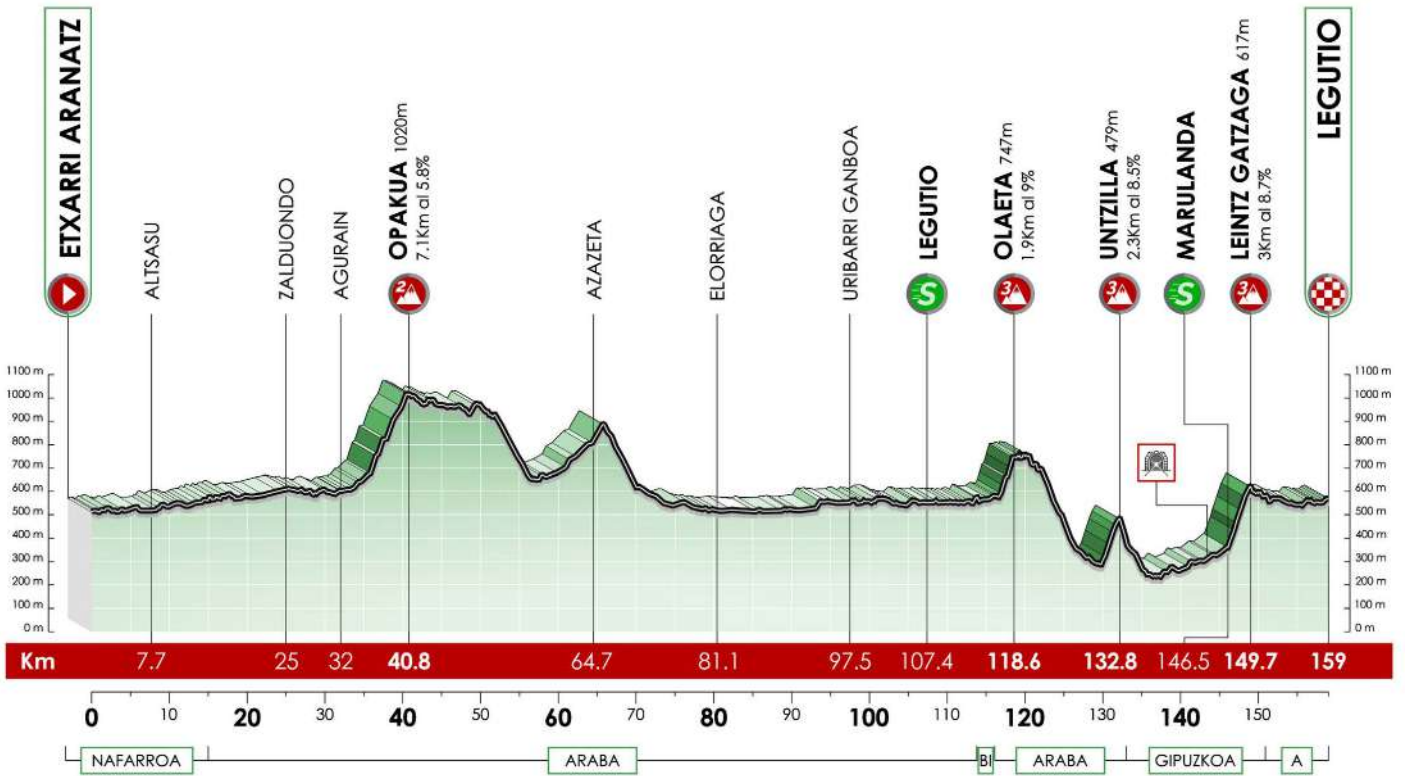 ETXARRI ARANATZ
ALTSASU
ZALDUONDO
AGURAIN
OPAKUA 1020m
7.1Km al 5.8%
AZAZETA
ELORRIAGA
URIBARRI GANBOA
LEGUTIO
OLAETA 747m
1.9Km al 9%
UNTZILLA 479m
2.3Km al 8.5%
MARULANDA
LEINTZ GATZAGA 617m
3Km al 8.7%
LEGUTIO
2
S
3
3
S
3
1100 m
1000 m
900 m
800 m
700 m
600 m
500 m
400 m
300 m
200 m
100 m
0 m
1100 m
1000 m
900 m
800 m
700 m
600 m
500 m
400 m
300 m
200 m
100 m
0 m
Km 7.7 25 32 40.8 64.7 81.1 97.5 107.4 118.6 132.8 146.5 149.7 159
0 10 20 30 40 50 60 70 80 90 100 110 120 130 140 150
NAFARROA ARABA BI ARABA GIPUZKOA A